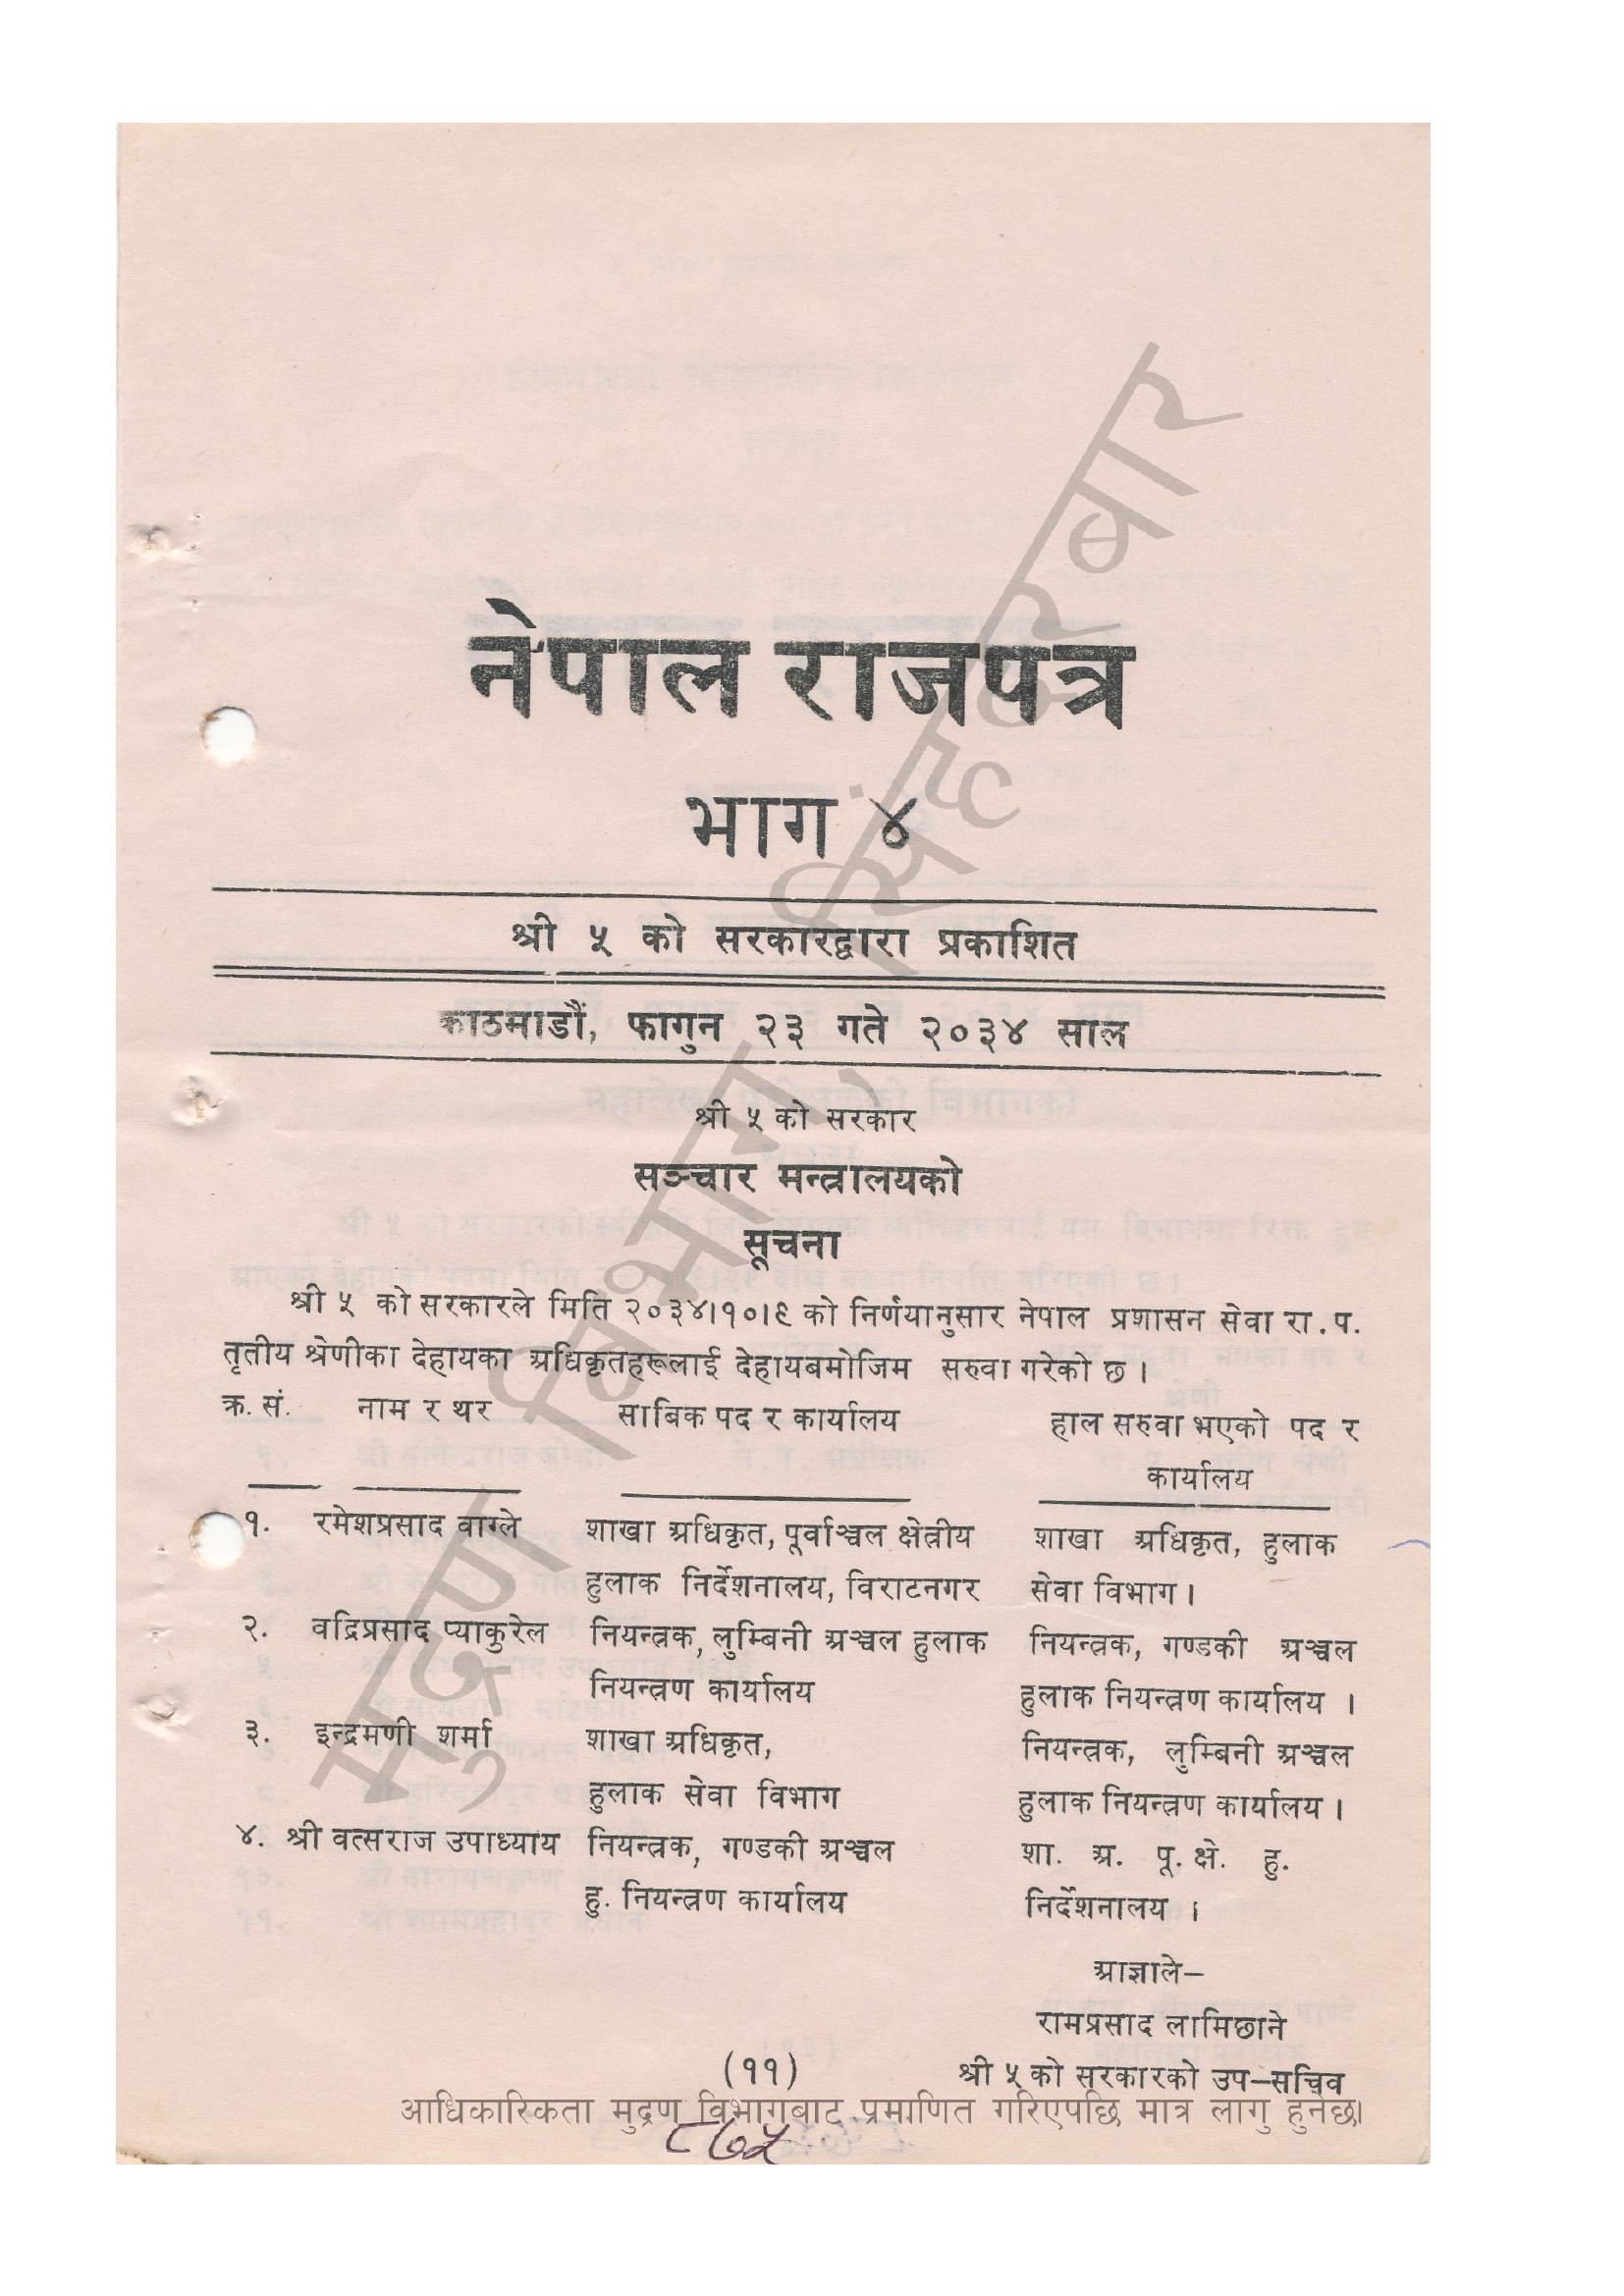 नेपाल राजपत्र
भाग ४
श्री ५ को सरकारद्वारा प्रकाशित
काठमाडौं, फागुन २३ गते २०३४ साल
श्री ५ को सरकार
सञ्चार मन्त्रालयको
सूचना
श्री ५ को सरकारले मिति २०३४।१०।९ को निर्णयानुसार नेपाल प्रशासन सेवा रा. प.
तृतीय श्रेणीका देहायका अधिकृतहरूलाई देहायबमोजिम सरुवा गरेको छ ।
क्र. सं. नाम र थर साबिक पद र कार्यालय हाल सरुवा भएको पद र
कार्यालय
१. रमेशप्रसाद वाग्ले शाखा अधिकृत, पूर्वाञ्चल क्षेत्रीय शाखा अधिकृत, हुलाक
हुलाक निर्देशनालय, विराटनगर सेवा विभाग ।
२. वद्रिप्रसाद प्याकुरेल नियन्त्रक, लुम्बिनी अञ्चल हुलाक नियन्त्रक, गण्डकी अञ्चल
नियन्त्रण कार्यालय हुलाक नियन्त्रण कार्यालय ।
३. इन्द्रमणी शर्मा शाखा अधिकृत, नियन्त्रक, लुम्बिनी अञ्चल
हुलाक सेवा विभाग हुलाक नियन्त्रण कार्यालय ।
४. श्री वत्सराज उपाध्याय नियन्त्रक, गण्डकी अञ्चल शा. अ. पू. क्षे. हु.
हु. नियन्त्रण कार्यालय निर्देशनालय ।
आज्ञाले–
रामप्रसाद लामिछाने
(११) श्री ५ को सरकारको उप–सचिव
आधिकारिकता मुद्रण विभागबाट प्रमाणित गरिएपछि मात्र लागु हुनेछ।
८७५
मुद्रण विभाग, सिंहदरबार